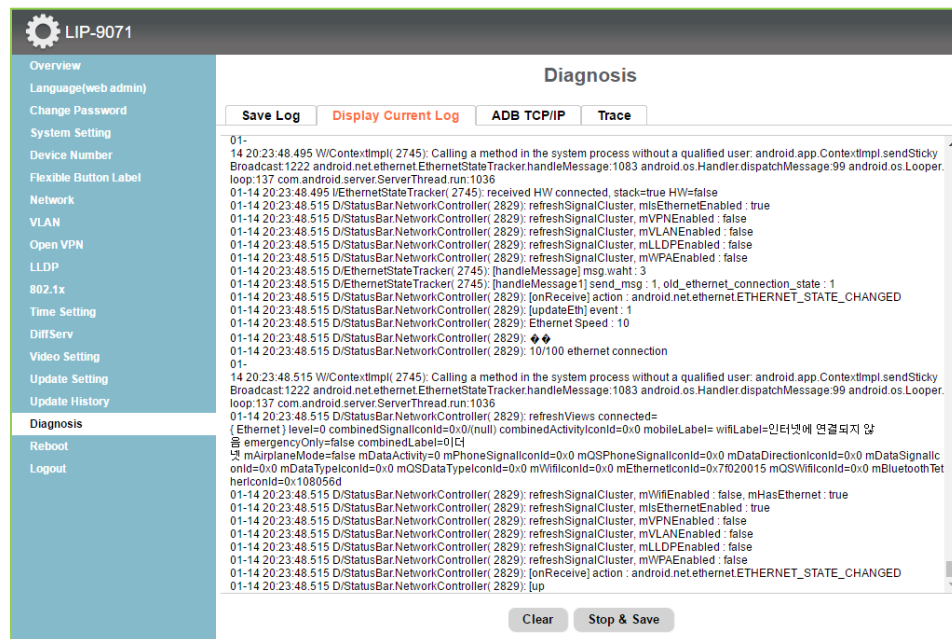 LIP-9071
Overview
Language(web admin)
Change Password
System Setting
Device Number
Flexible Button Label
Network
VLAN
Open VPN
LLDP
802.1x
Time Setting
DiffServ
Video Setting
Update Setting
Update History
Diagnosis
Reboot
Logout
Diagnosis
Save Log
Display Current Log
ADB TCP/IP
Trace
01-
14 20:23:48.495 W/ContextImpl( 2745): Calling a method in the system process without a qualified user: android.app.ContextImpl.sendSticky
Broadcast:1222 android.net.ethernet.EthernetStateTracker.handleMessage:1083 android.os.Handler.dispatchMessage:99 android.os.Looper.
loop:137 com.android.server.ServerThread.run:1036
01-14 20:23:48.495 I/EthernetStateTracker( 2745): received HW connected, stack=true HW=false
01-14 20:23:48.515 D/StatusBar.NetworkController( 2829): refreshSignalCluster, mIsEthernetEnabled : true
01-14 20:23:48.515 D/StatusBar.NetworkController( 2829): refreshSignalCluster, mVPNEnabled : false
01-14 20:23:48.515 D/StatusBar.NetworkController( 2829): refreshSignalCluster, mVLANEnabled : false
01-14 20:23:48.515 D/StatusBar.NetworkController( 2829): refreshSignalCluster, mLLDPEnabled : false
01-14 20:23:48.515 D/StatusBar.NetworkController( 2829): refreshSignalCluster, mWPAEnabled : false
01-14 20:23:48.515 D/EthernetStateTracker( 2745): [handleMessage] msg.waht : 3
01-14 20:23:48.515 D/EthernetStateTracker( 2745): [handleMessage1] send_msg : 1, old_ethernet_connection_state : 1
01-14 20:23:48.515 D/StatusBar.NetworkController( 2829): [onReceive] action : android.net.ethernet.ETHERNET_STATE_CHANGED
01-14 20:23:48.515 D/StatusBar.NetworkController( 2829): [updateEth] event : 1
01-14 20:23:48.515 D/StatusBar.NetworkController( 2829): Ethernet Speed : 10
01-14 20:23:48.515 D/StatusBar.NetworkController( 2829): ��
01-14 20:23:48.515 D/StatusBar.NetworkController( 2829): 10/100 ethernet connection
01-
14 20:23:48.515 W/ContextImpl( 2745): Calling a method in the system process without a qualified user: android.app.ContextImpl.sendSticky
Broadcast:1222 android.net.ethernet.EthernetStateTracker.handleMessage:1083 android.os.Handler.dispatchMessage:99 android.os.Looper.
loop:137 com.android.server.ServerThread.run:1036
01-14 20:23:48.515 D/StatusBar.NetworkController( 2829): refreshViews connected=
{ Ethernet } level=0 combinedSignalIconId=0x0/(null) combinedActivityIconId=0x0 mobileLabel= wifiLabel=인터넷에 연결되지 않
음 emergencyOnly=false combinedLabel=이더
넷 mAirplaneMode=false mDataActivity=0 mPhoneSignalIconId=0x0 mQSPhoneSignalIconId=0x0 mDataDirectionIconId=0x0 mDataSignalIc
onId=0x0 mDataTypeIconId=0x0 mQSDataTypeIconId=0x0 mWifiIconId=0x0 mEthernetIconId=0x7f020015 mQSWifiIconId=0x0 mBluetoothTet
herIconId=0x108056d
01-14 20:23:48.515 D/StatusBar.NetworkController( 2829): refreshSignalCluster, mWifiEnabled : false, mHasEthernet : true
01-14 20:23:48.515 D/StatusBar.NetworkController( 2829): refreshSignalCluster, mIsEthernetEnabled : true
01-14 20:23:48.515 D/StatusBar.NetworkController( 2829): refreshSignalCluster, mVPNEnabled : false
01-14 20:23:48.515 D/StatusBar.NetworkController( 2829): refreshSignalCluster, mVLANEnabled : false
01-14 20:23:48.515 D/StatusBar.NetworkController( 2829): refreshSignalCluster, mLLDPEnabled : false
01-14 20:23:48.515 D/StatusBar.NetworkController( 2829): refreshSignalCluster, mWPAEnabled : false
01-14 20:23:48.515 D/StatusBar.NetworkController( 2829): [onReceive] action : android.net.ethernet.ETHERNET_STATE_CHANGED
01-14 20:23:48.515 D/StatusBar.NetworkController( 2829): [up
Clear
Stop & Save